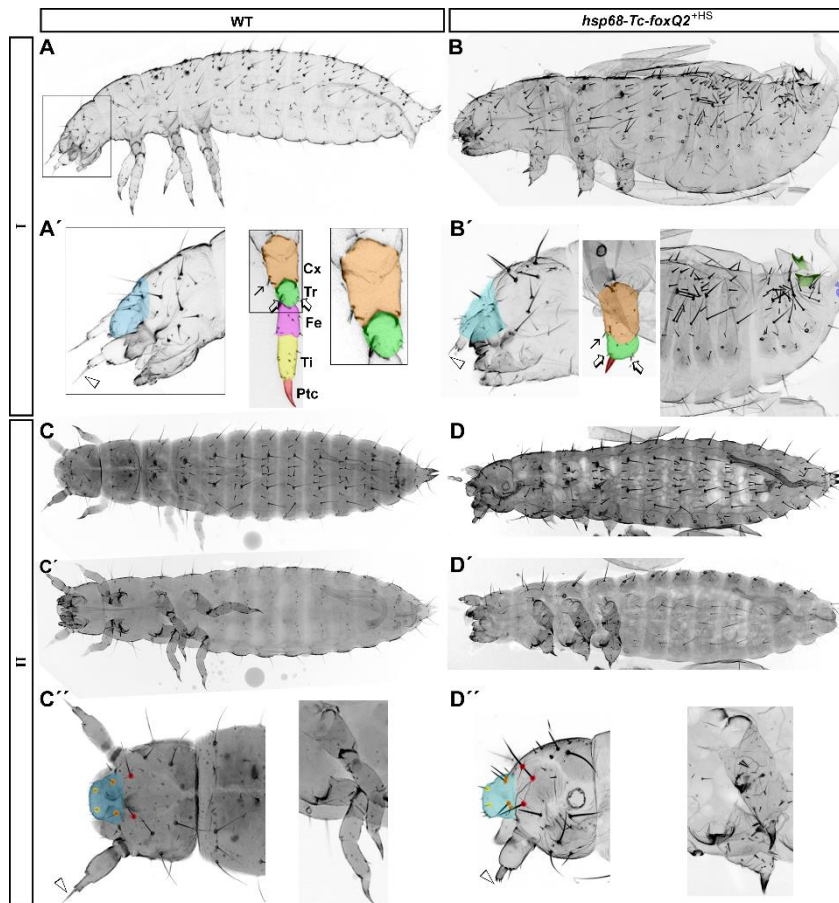 WT
hsp68-Tc-foxQ2+HS
I
A
B
A´
Cx
Tr
Fe
Ti
Ptc
B´
II
C
D
C´
D´
C´´
D´´